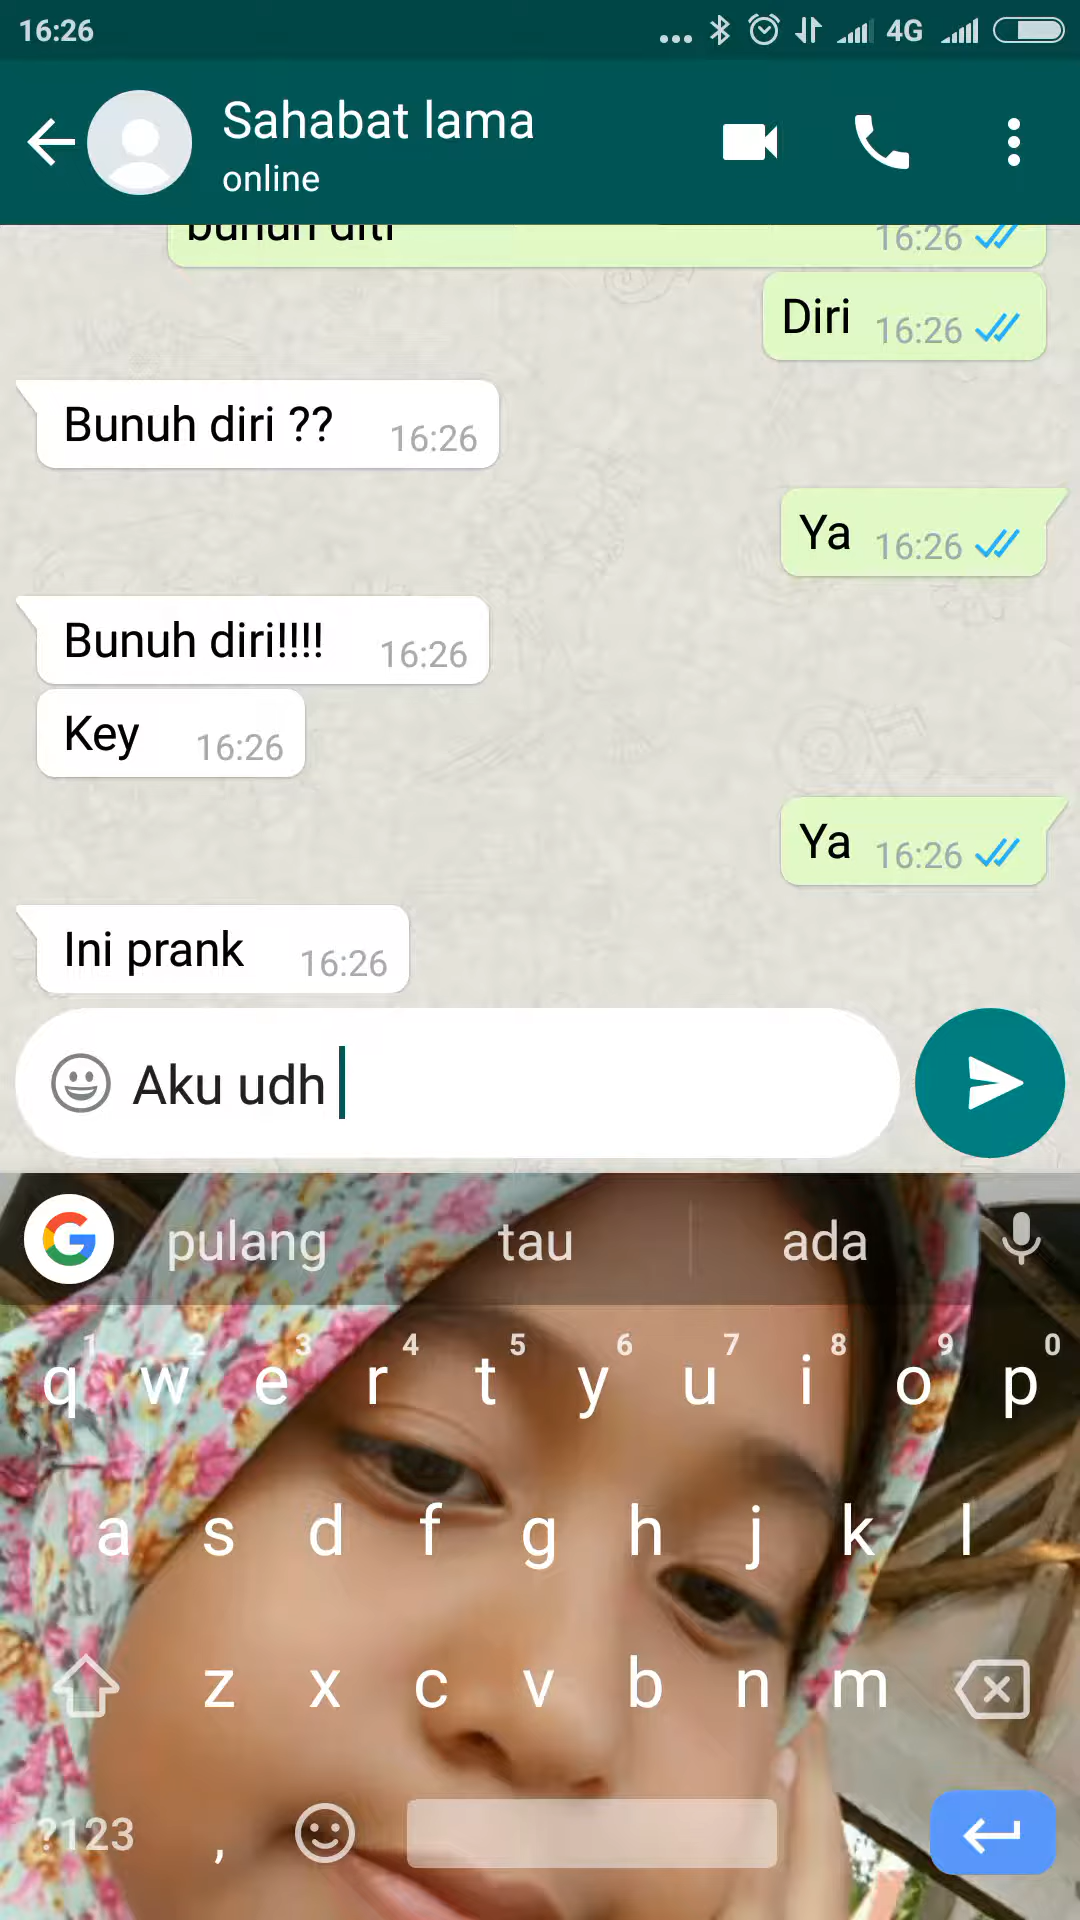 16:26
4G
Sahabat lama
online
bunuh diti
16:26
Diri 16:26
Bunuh diri ?? 16:26
Ya 16:26
Bunuh diri!!!! 16:26
Key 16:26
Ya 16:26
Ini prank 16:26
Aku udh
G pulang tau ada
1 2 3 4 5 6 7 8 9 0
q w e r t y u i o p
a s d f g h j k l
z x c v b n m
?123 ,